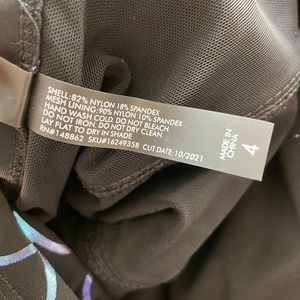 SHELL:82% NYLON 18% SPANDEX
MESH LINING:90% NYLON 10% SPANDEX
HAND WASH COLD. DO NOT BLEACH
DO NOT IRON. DO NOT DRY CLEAN
LAY FLAT TO DRY IN SHADE
RN#148862 SKU#16249358 CUT DATE:10/2021
MADE IN
CHINA
4